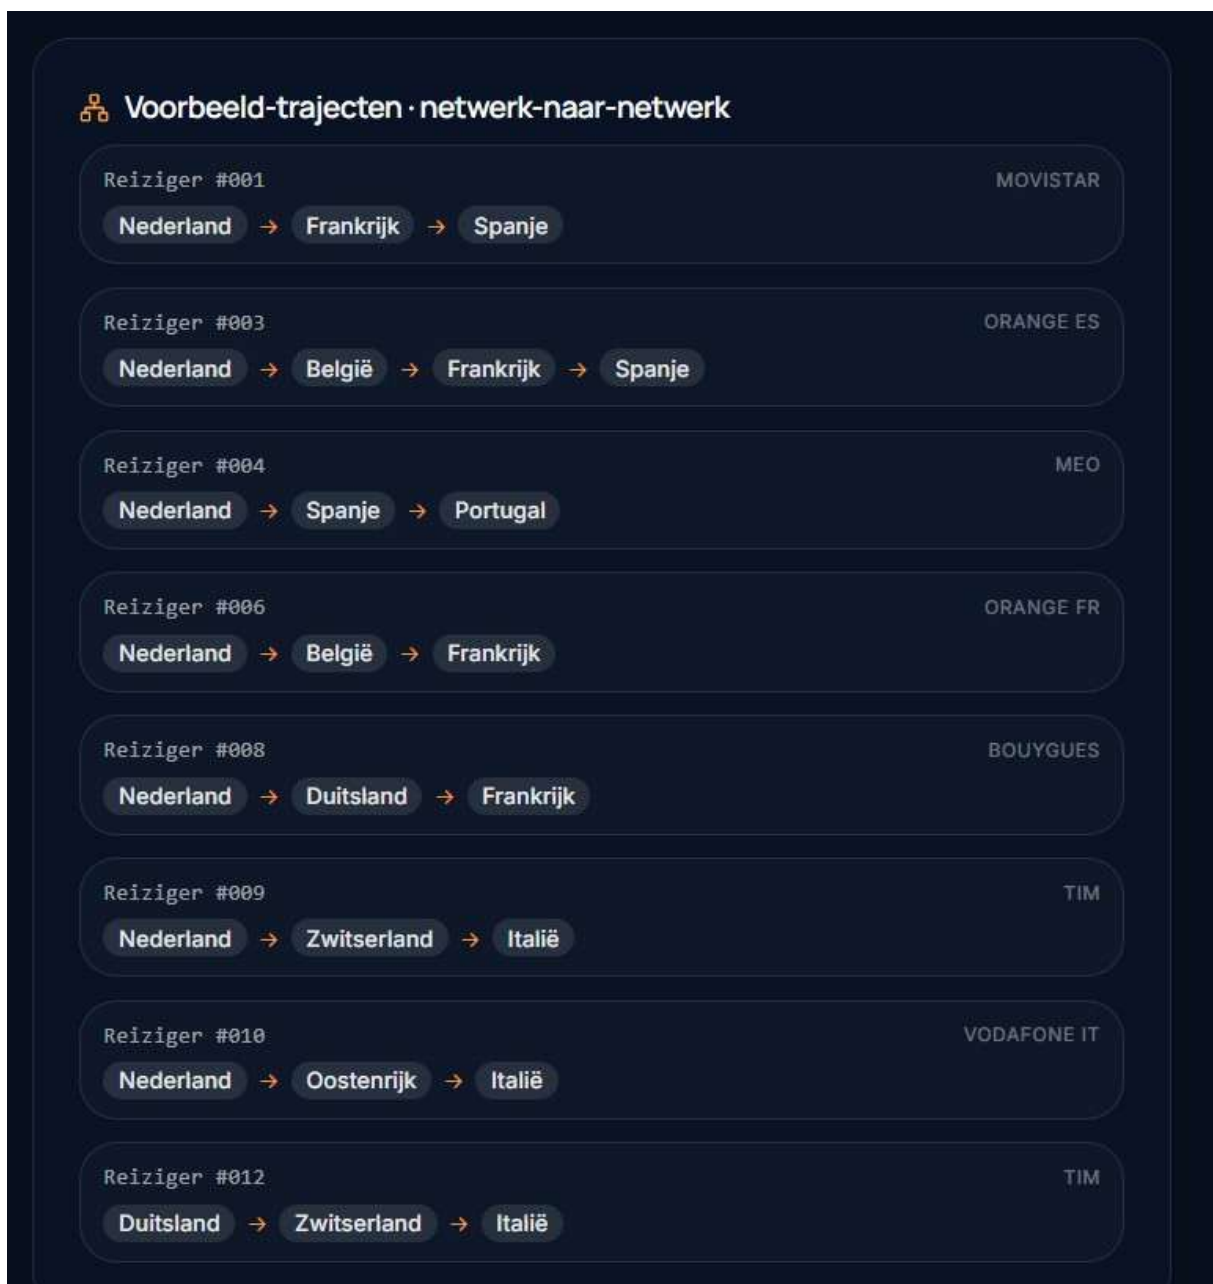 Voorbeeld-trajecten · netwerk-naar-netwerk
Reiziger #001 MOVISTAR
Nederland → Frankrijk → Spanje
Reiziger #003 ORANGE ES
Nederland → België → Frankrijk → Spanje
Reiziger #004 MEO
Nederland → Spanje → Portugal
Reiziger #006 ORANGE FR
Nederland → België → Frankrijk
Reiziger #008 BOUYGUES
Nederland → Duitsland → Frankrijk
Reiziger #009 TIM
Nederland → Zwitserland → Italië
Reiziger #010 VODAFONE IT
Nederland → Oostenrijk → Italië
Reiziger #012 TIM
Duitsland → Zwitserland → Italië